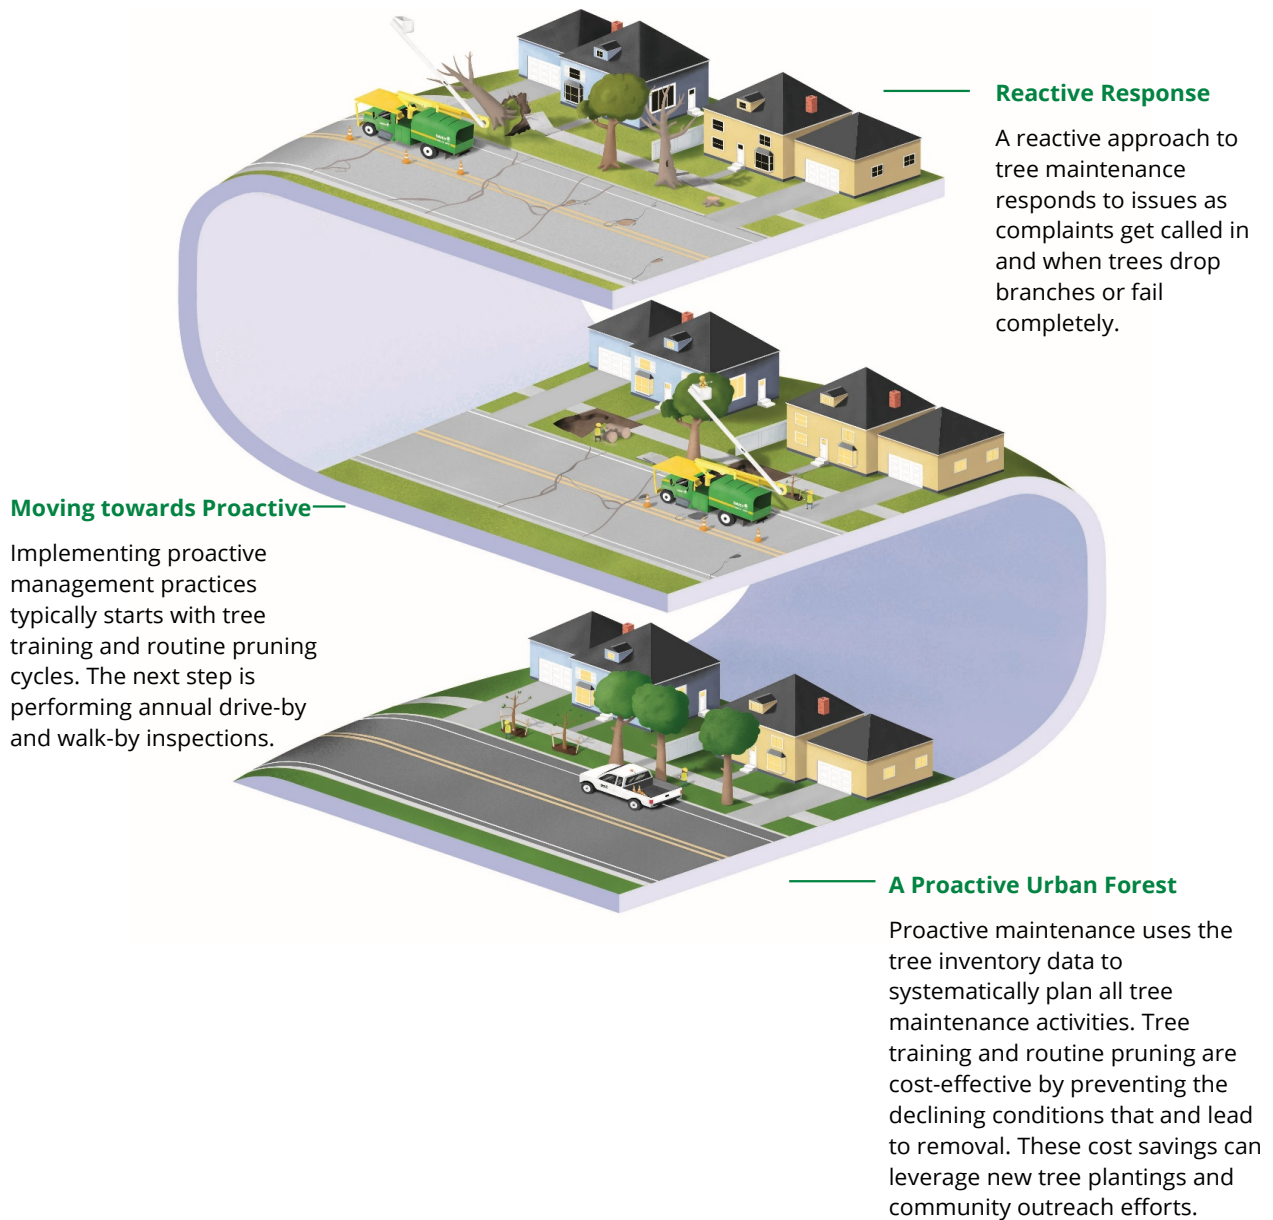 Reactive Response
A reactive approach to
tree maintenance
responds to issues as
complaints get called in
and when trees drop
branches or fail
completely.
Moving towards Proactive
Implementing proactive
management practices
typically starts with tree
training and routine pruning
cycles. The next step is
performing annual drive-by
and walk-by inspections.
A Proactive Urban Forest
Proactive maintenance uses the
tree inventory data to
systematically plan all tree
maintenance activities. Tree
training and routine pruning are
cost-effective by preventing the
declining conditions that and lead
to removal. These cost savings can
leverage new tree plantings and
community outreach efforts.